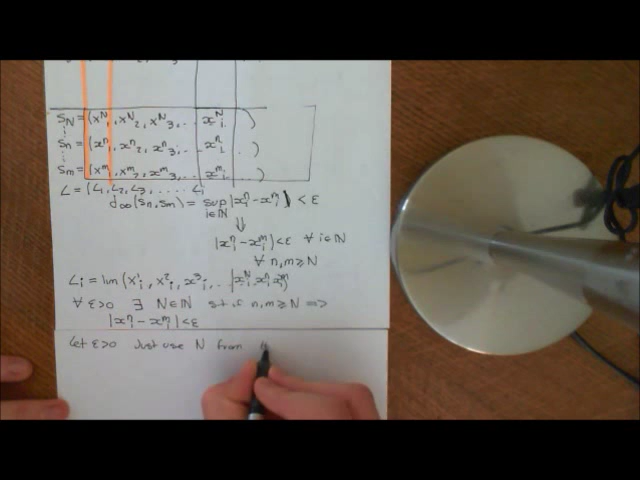 S_N = (x^N_1, x^N_2, x^N_3, ... x^N_i . . )
S_n = (x^n_1, x^n_2, x^n_3, ... x^n_i . . )
S_m = (x^m_1, x^m_2, x^m_3, ... x^m_i . . )
L = (L_1, L_2, L_3, ..... L_i
d_∞(S_n, S_m) = sup_{i∈ℕ} |x^n_i - x^m_i| < ε
⇓
|x^n_i - x^m_i| < ε ∀ i∈ℕ
∀ n,m ≥ N
L_i = lim (x^1_i, x^2_i, x^3_i, ... | x^N_i, x^n_i, x^m_i
∀ ε>0 ∃ N∈ℕ s.t if n,m ≥ N =>
|x^n_i - x^m_i| < ε
Let ε>0 Just use N from